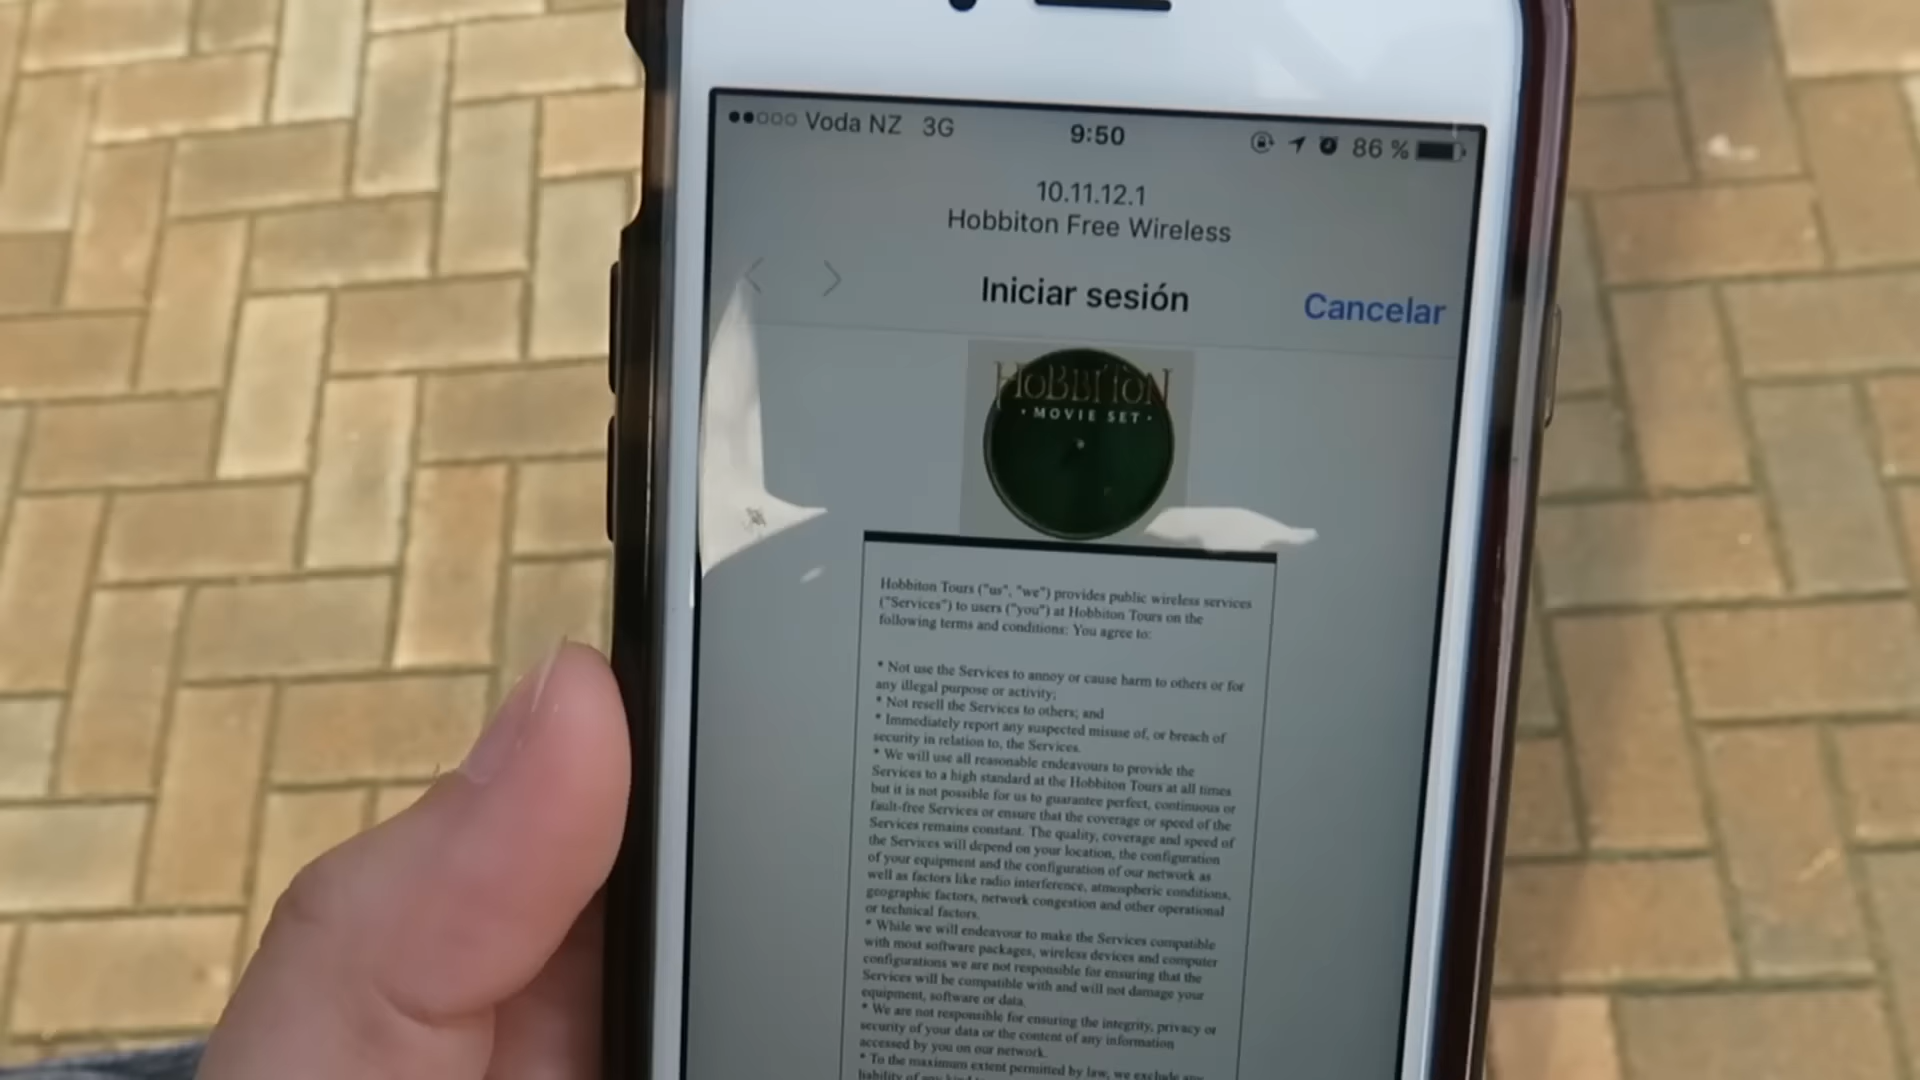 Voda NZ 3G 9:50 86 %
10.11.12.1
Hobbiton Free Wireless
Iniciar sesión Cancelar
HOBBITON
• MOVIE SET •
Hobbiton Tours ("us", "we") provides public wireless services
("Services") to users ("you") at Hobbiton Tours on the
following terms and conditions: You agree to:
* Not use the Services to annoy or cause harm to others or for
any illegal purpose or activity;
* Not resell the Services to others; and
* Immediately report any suspected misuse of, or breach of
security in relation to, the Services.
* We will use all reasonable endeavours to provide the
Services to a high standard at the Hobbiton Tours at all times
but it is not possible for us to guarantee perfect, continuous or
fault-free Services or ensure that the coverage or speed of the
Services remains constant. The quality, coverage and speed of
the Services will depend on your location, the configuration
of your equipment and the configuration of our network as
well as factors like radio interference, atmospheric conditions,
geographic factors, network congestion and other operational
or technical factors.
* While we will endeavour to make the Services compatible
with most software packages, wireless devices and computer
configurations we are not responsible for ensuring that the
Services will be compatible with and will not damage your
equipment, software or data.
* We are not responsible for ensuring the integrity, privacy or
security of your data or the content of any information
accessed by you on our network.
* To the maximum extent permitted by law, we exclude any
liability of any kind